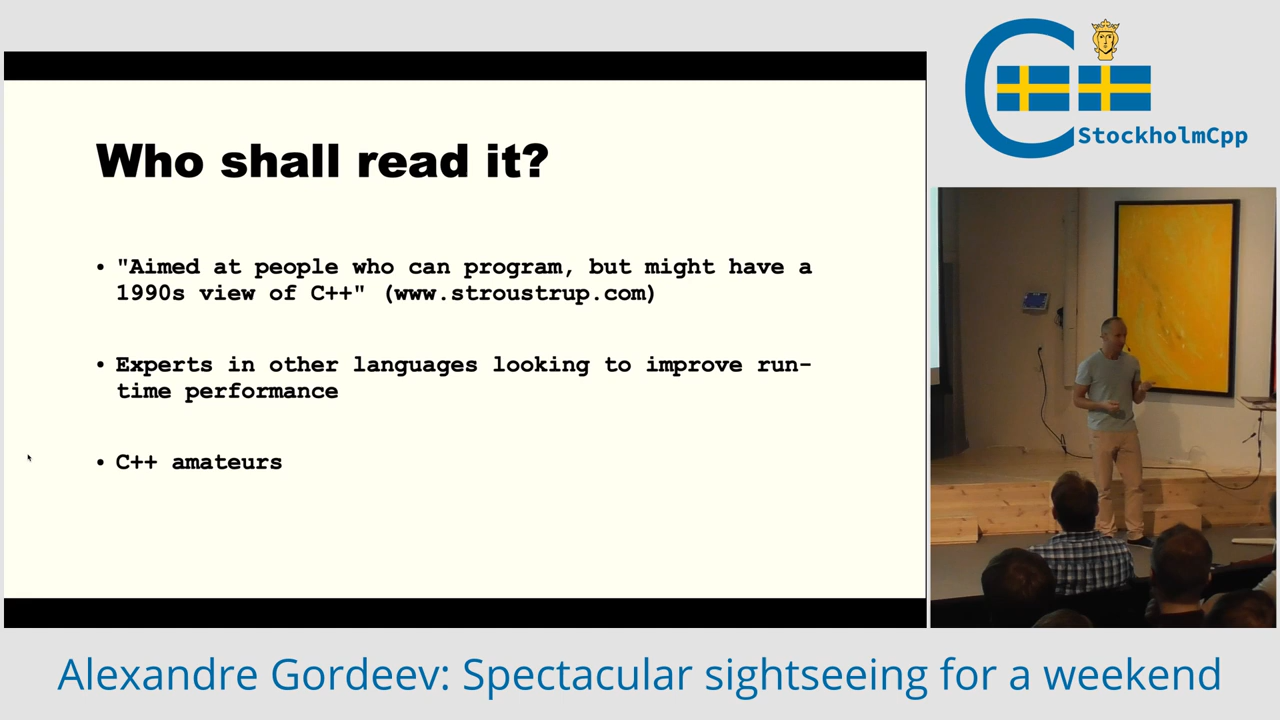 Who shall read it?
• "Aimed at people who can program, but might have a
1990s view of C++" (www.stroustrup.com)
• Experts in other languages looking to improve run-
time performance
• C++ amateurs
C++
StockholmCpp
Alexandre Gordeev: Spectacular sightseeing for a weekend